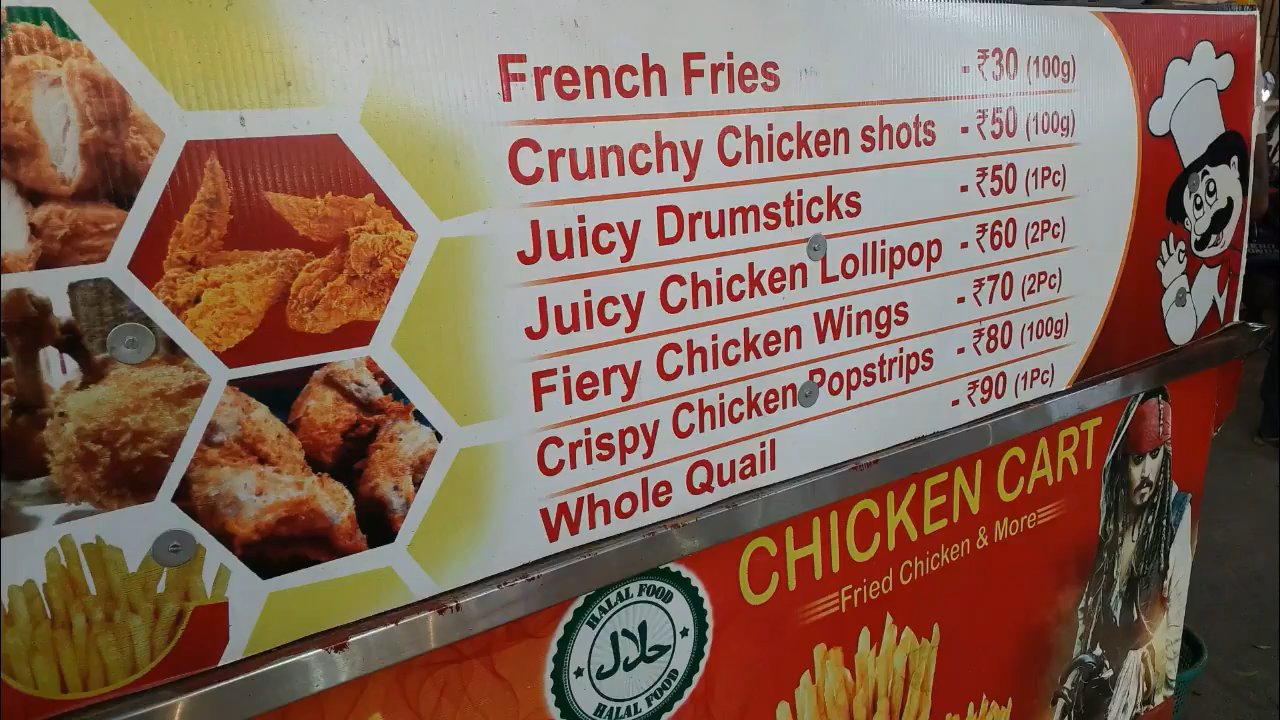 French Fries - ₹30 (100g)
Crunchy Chicken shots - ₹50 (100g)
Juicy Drumsticks - ₹50 (1Pc)
Juicy Chicken Lollipop - ₹60 (2Pc)
Fiery Chicken Wings - ₹70 (2Pc)
Crispy Chicken Popstrips - ₹80 (100g)
Whole Quail - ₹90 (1Pc)
CHICKEN CART
Fried Chicken & More
HALAL FOOD
حلال
HALAL FOOD